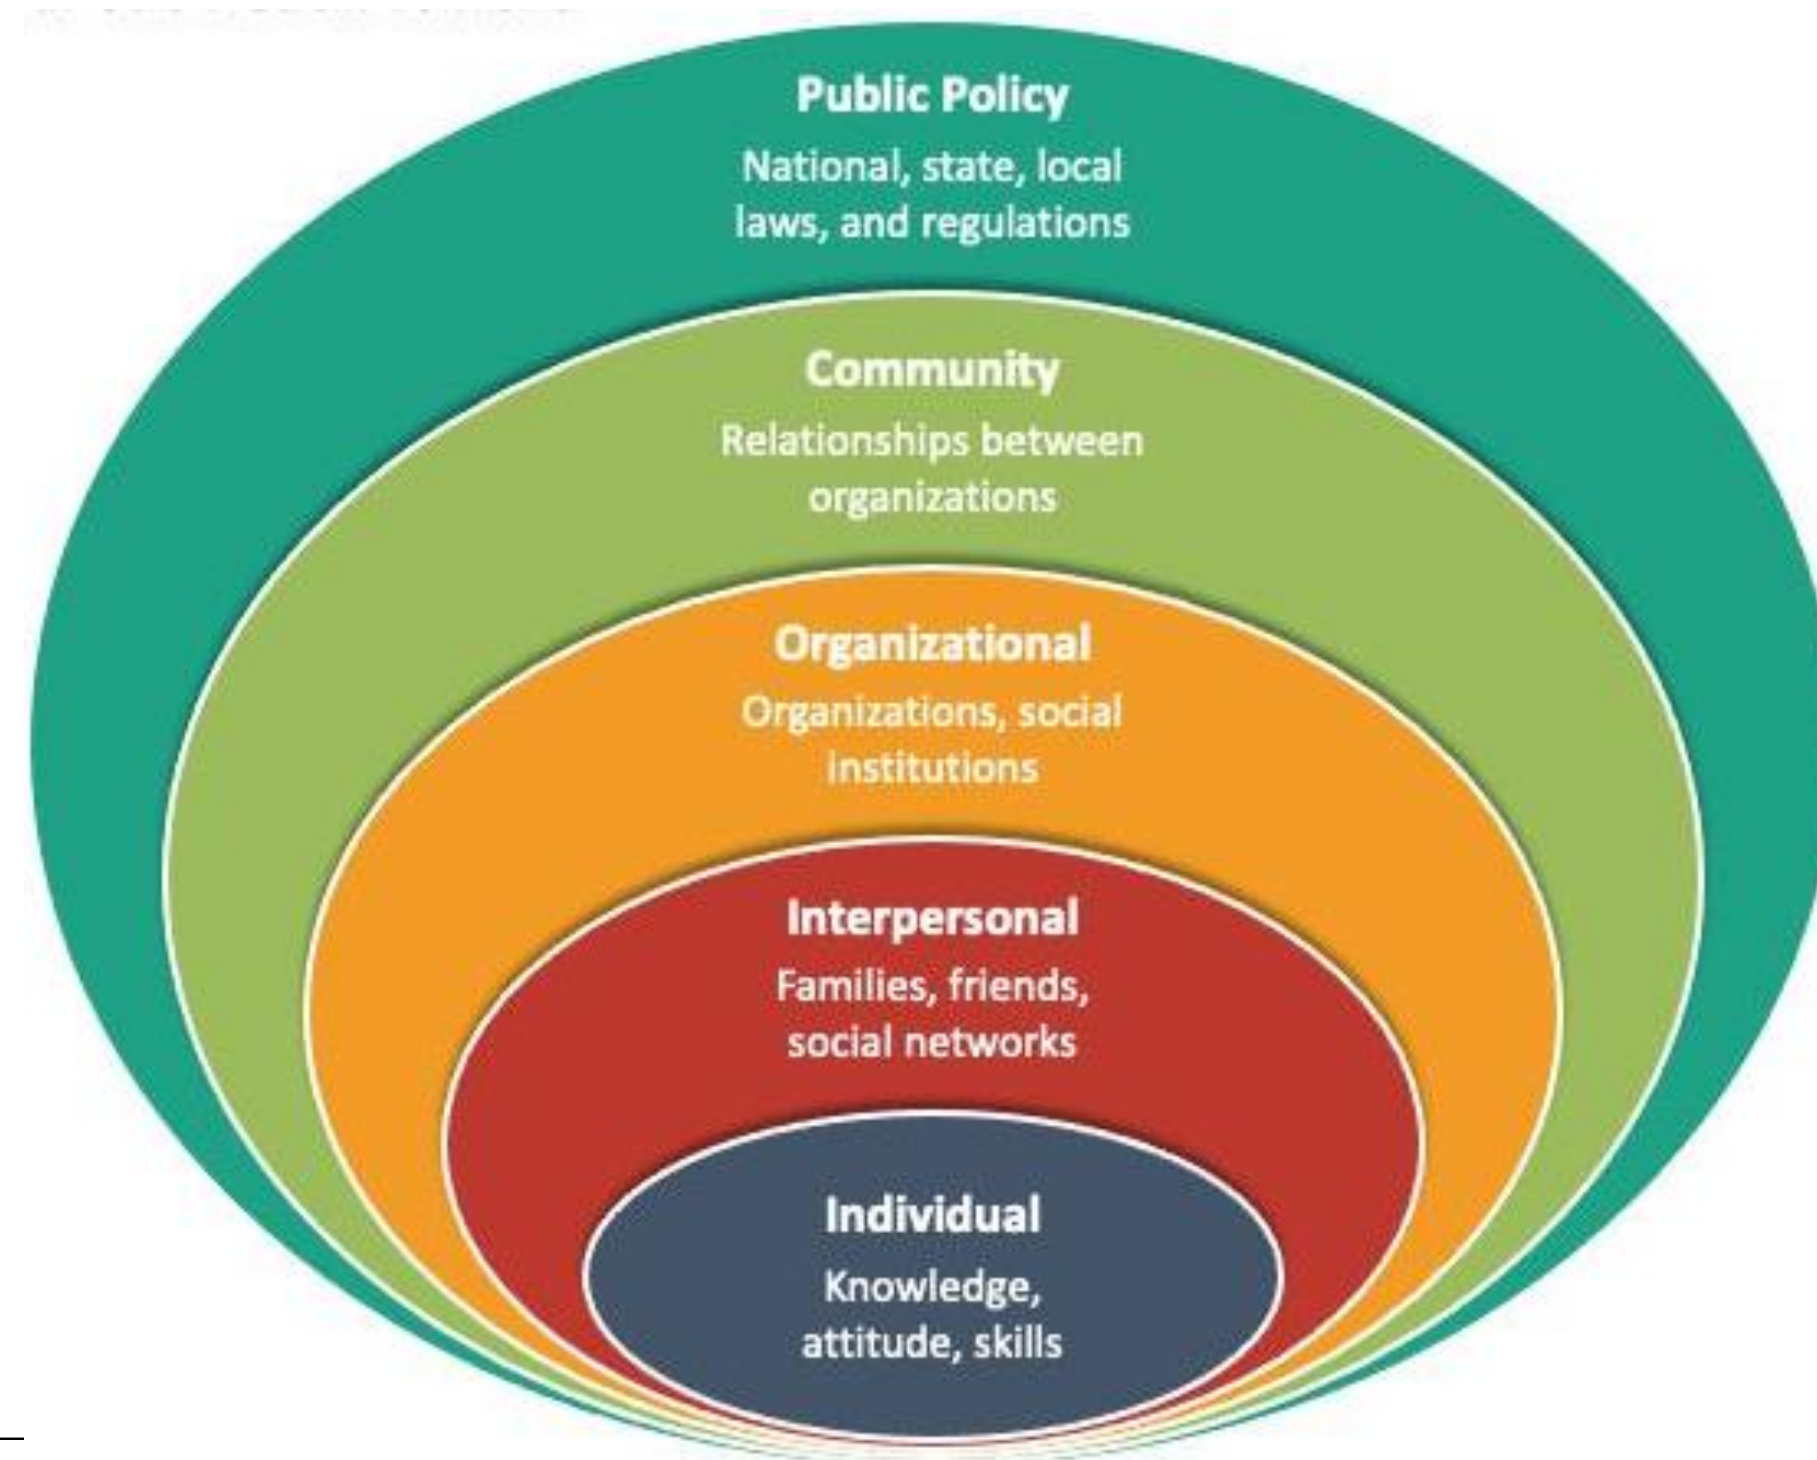 Public Policy
National, state, local
laws, and regulations
Community
Relationships between
organizations
Organizational
Organizations, social
institutions
Interpersonal
Families, friends,
social networks
Individual
Knowledge,
attitude, skills